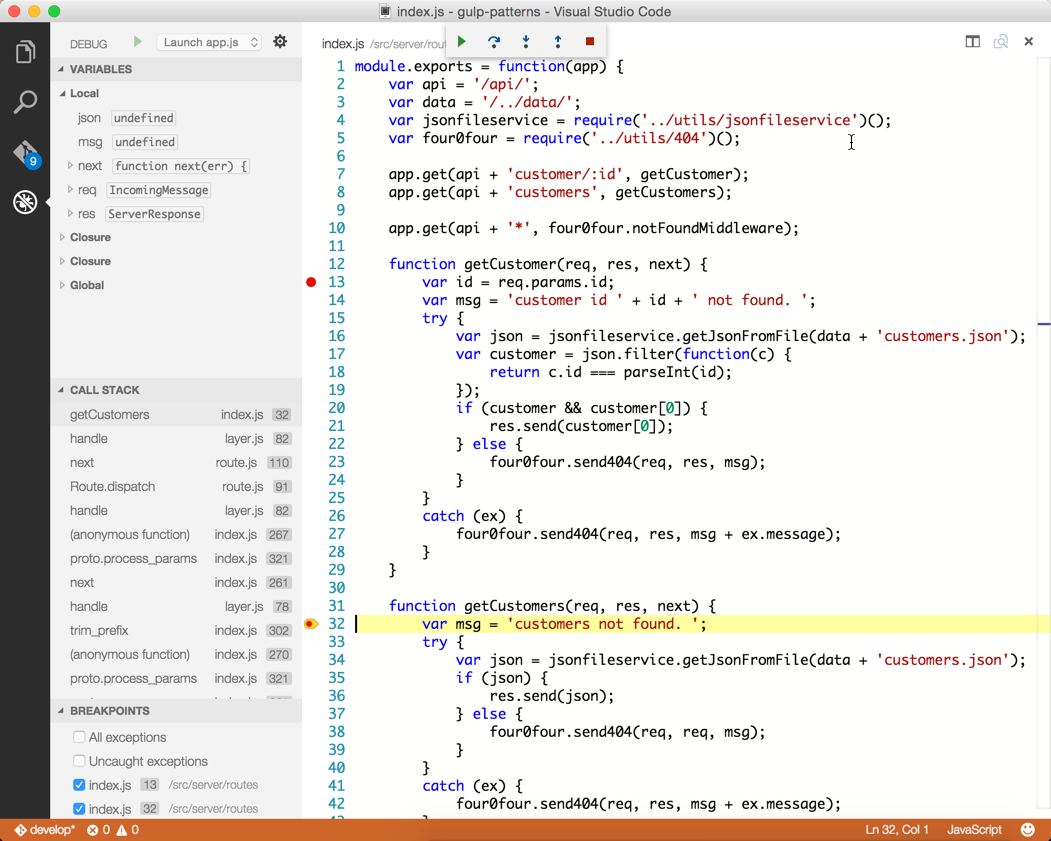 index.js - gulp-patterns - Visual Studio Code
DEBUG
Launch app.js
VARIABLES
Local
json undefined
msg undefined
next function next(err) {
req IncomingMessage
res ServerResponse
Closure
Closure
Global
CALL STACK
getCustomers index.js 32
handle layer.js 82
next route.js 110
Route.dispatch route.js 91
handle layer.js 82
(anonymous function) index.js 267
proto.process_params index.js 321
next index.js 261
handle layer.js 78
trim_prefix index.js 302
(anonymous function) index.js 270
proto.process_params index.js 321
BREAKPOINTS
All exceptions
Uncaught exceptions
index.js 13 /src/server/routes
index.js 32 /src/server/routes
9
index.js /src/server/rout
1 module.exports = function(app) {
2 var api = '/api/';
3 var data = '/../data/';
4 var jsonfileservice = require('../utils/jsonfileservice')();
5 var four0four = require('../utils/404')();
6
7 app.get(api + 'customer/:id', getCustomer);
8 app.get(api + 'customers', getCustomers);
9
10 app.get(api + '*', four0four.notFoundMiddleware);
11
12 function getCustomer(req, res, next) {
13 var id = req.params.id;
14 var msg = 'customer id ' + id + ' not found. ';
15 try {
16 var json = jsonfileservice.getJsonFromFile(data + 'customers.json');
17 var customer = json.filter(function(c) {
18 return c.id === parseInt(id);
19 });
20 if (customer && customer[0]) {
21 res.send(customer[0]);
22 } else {
23 four0four.send404(req, res, msg);
24 }
25 }
26 catch (ex) {
27 four0four.send404(req, res, msg + ex.message);
28 }
29 }
30
31 function getCustomers(req, res, next) {
32 var msg = 'customers not found. ';
33 try {
34 var json = jsonfileservice.getJsonFromFile(data + 'customers.json');
35 if (json) {
36 res.send(json);
37 } else {
38 four0four.send404(req, req, msg);
39 }
40 }
41 catch (ex) {
42 four0four.send404(req, res, msg + ex.message);
develop* 0 0
Ln 32, Col 1 JavaScript